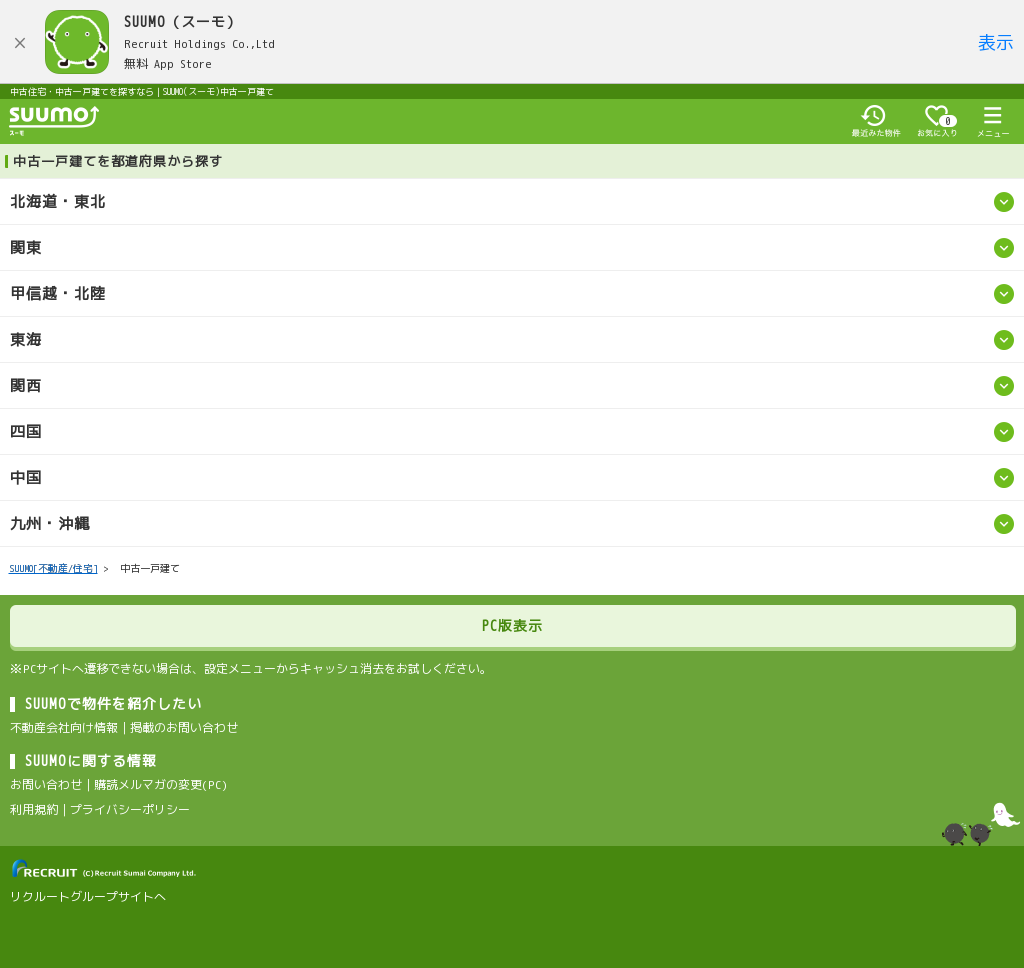 SUUMO (スーモ)
Recruit Holdings Co.,Ltd
無料 App Store
表示
中古住宅・中古一戸建てを探すなら｜SUUMO(スーモ)中古一戸建て
suumo
スーモ
最近みた物件
0
お気に入り
メニュー
中古一戸建てを都道府県から探す
北海道・東北
関東
甲信越・北陸
東海
関西
四国
中国
九州・沖縄
SUUMO[不動産/住宅] > 中古一戸建て
PC版表示
※PCサイトへ遷移できない場合は、設定メニューからキャッシュ消去をお試しください。
SUUMOで物件を紹介したい
不動産会社向け情報｜掲載のお問い合わせ
SUUMOに関する情報
お問い合わせ｜購読メルマガの変更(PC)
利用規約｜プライバシーポリシー
RECRUIT (C)Recruit Sumai Company Ltd.
リクルートグループサイトへ